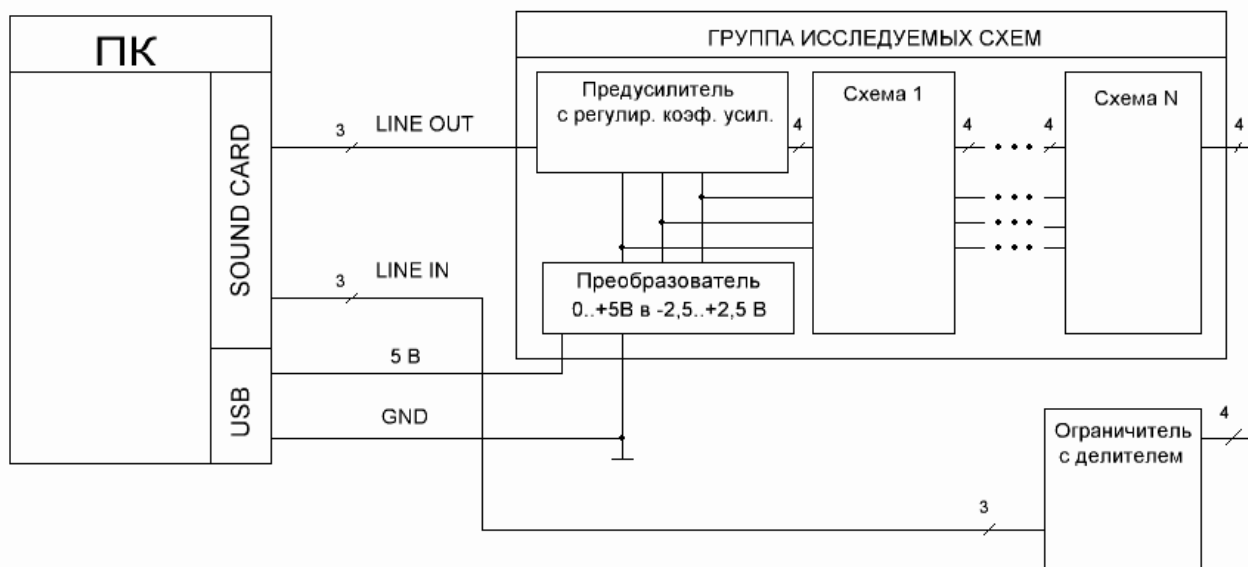 ПК
SOUND CARD
USB
3
LINE OUT
3
LINE IN
5 В
GND
ГРУППА ИССЛЕДУЕМЫХ СХЕМ
Предусилитель
с регулир. коэф. усил.
4
Схема 1
4
4
Схема N
4
Преобразователь
0..+5В в -2,5..+2,5 В
Ограничитель
с делителем
4
3